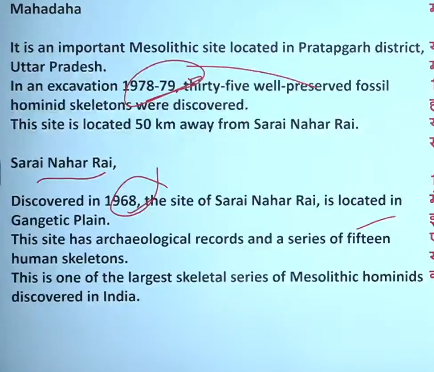 Mahadaha
It is an important Mesolithic site located in Pratapgarh district,
Uttar Pradesh.
In an excavation 1978-79, thirty-five well-preserved fossil
hominid skeletons were discovered.
This site is located 50 km away from Sarai Nahar Rai.
Sarai Nahar Rai,
Discovered in 1968, the site of Sarai Nahar Rai, is located in
Gangetic Plain.
This site has archaeological records and a series of fifteen
human skeletons.
This is one of the largest skeletal series of Mesolithic hominids
discovered in India.